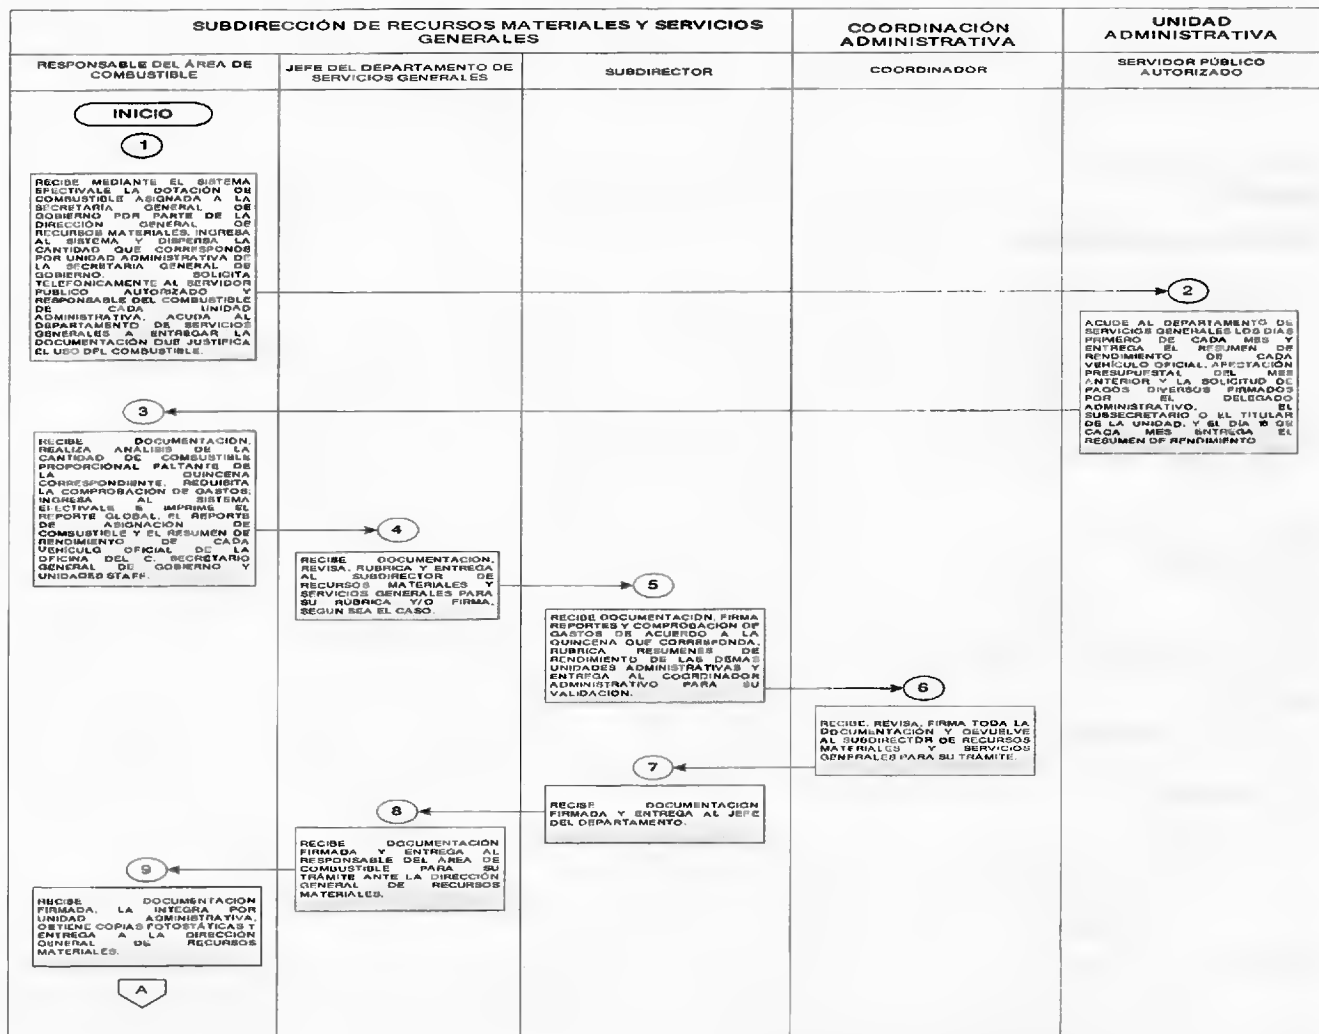 SUBDIRECCIÓN DE RECURSOS MATERIALES Y SERVICIOS
GENERALES
COORDINACIÓN
ADMINISTRATIVA
UNIDAD
ADMINISTRATIVA
RESPONSABLE DEL ÁREA DE
COMBUSTIBLE
JEFE DEL DEPARTAMENTO DE
SERVICIOS GENERALES
SUBDIRECTOR
COORDINADOR
SERVIDOR PÚBLICO
AUTORIZADO
INICIO
1
RECIBE MEDIANTE EL SISTEMA
EFECTIVALE LA DOTACIÓN DE
COMBUSTIBLE ASIGNADA A LA
SECRETARÍA GENERAL DE
GOBIERNO POR PARTE DE LA
DIRECCIÓN GENERAL DE
RECURSOS MATERIALES, INGRESA
AL SISTEMA Y DISPERSA LA
CANTIDAD QUE CORRESPONDE
POR UNIDAD ADMINISTRATIVA DE
LA SECRETARIA GENERAL DE
GOBIERNO. SOLICITA
TELEFÓNICAMENTE AL SERVIDOR
PÚBLICO AUTORIZADO Y
RESPONSABLE DEL COMBUSTIBLE
DE CADA UNIDAD
ADMINISTRATIVA, ACUDA AL
DEPARTAMENTO DE SERVICIOS
GENERALES A ENTREGAR LA
DOCUMENTACIÓN QUE JUSTIFICA
EL USO DEL COMBUSTIBLE.
2
ACUDE AL DEPARTAMENTO DE
SERVICIOS GENERALES LOS DÍAS
PRIMERO DE CADA MES Y
ENTREGA EL RESUMEN DE
RENDIMIENTO DE CADA
VEHÍCULO OFICIAL, AFECTACIÓN
PRESUPUESTAL DEL MES
ANTERIOR Y LA SOLICITUD DE
PAGOS DIVERSOS FIRMADOS
POR EL DELEGADO
ADMINISTRATIVO, EL
SUBSECRETARIO O EL TITULAR
DE LA UNIDAD, Y EL DÍA 16 DE
CADA MES ENTREGA EL
RESUMEN DE RENDIMIENTO
3
RECIBE DOCUMENTACIÓN,
REALIZA ANÁLISIS DE LA
CANTIDAD DE COMBUSTIBLE
PROPORCIONAL FALTANTE DE
LA QUINCENA
CORRESPONDIENTE, REQUISITA
LA COMPROBACIÓN DE GASTOS;
INGRESA AL SISTEMA
EFECTIVALE E IMPRIME EL
REPORTE GLOBAL, EL REPORTE
DE ASIGNACIÓN DE
COMBUSTIBLE Y EL RESUMEN DE
RENDIMIENTO DE CADA
VEHÍCULO OFICIAL DE LA
OFICINA DEL C. SECRETARIO
GENERAL DE GOBIERNO Y
UNIDADES STAFF.
4
RECIBE DOCUMENTACIÓN,
REVISA, RUBRICA Y ENTREGA
AL SUBDIRECTOR DE
RECURSOS MATERIALES Y
SERVICIOS GENERALES PARA
SU RÚBRICA Y/O FIRMA,
SEGÚN SEA EL CASO.
5
RECIBE DOCUMENTACIÓN, FIRMA
REPORTES Y COMPROBACIÓN DE
GASTOS DE ACUERDO A LA
QUINCENA QUE CORRESPONDA,
RUBRICA RESÚMENES DE
RENDIMIENTO DE LAS DEMÁS
UNIDADES ADMINISTRATIVAS Y
ENTREGA AL COORDINADOR
ADMINISTRATIVO PARA SU
VALIDACIÓN.
6
RECIBE, REVISA, FIRMA TODA LA
DOCUMENTACIÓN Y DEVUELVE
AL SUBDIRECTOR DE RECURSOS
MATERIALES Y SERVICIOS
GENERALES PARA SU TRÁMITE.
7
RECIBE DOCUMENTACIÓN
FIRMADA Y ENTREGA AL JEFE
DEL DEPARTAMENTO.
8
RECIBE DOCUMENTACIÓN
FIRMADA Y ENTREGA AL
RESPONSABLE DEL ÁREA DE
COMBUSTIBLE PARA SU
TRÁMITE ANTE LA DIRECCIÓN
GENERAL DE RECURSOS
MATERIALES.
9
RECIBE DOCUMENTACIÓN
FIRMADA, LA INTEGRA POR
UNIDAD ADMINISTRATIVA,
OBTIENE COPIAS FOTOSTÁTICAS Y
ENTREGA A LA DIRECCIÓN
GENERAL DE RECURSOS
MATERIALES.
A